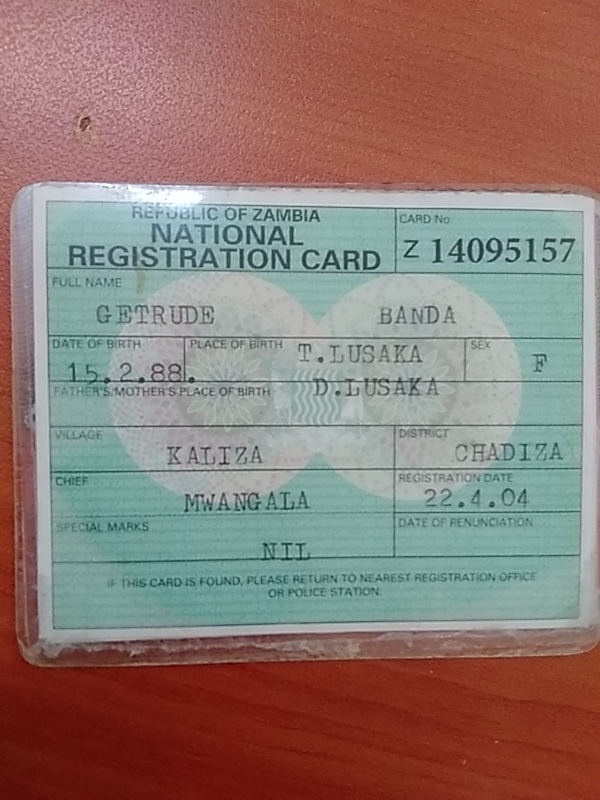 REPUBLIC OF ZAMBIA
NATIONAL
REGISTRATION CARD
CARD No
Z 14095157
FULL NAME
GETRUDE BANDA
DATE OF BIRTH
15.2.88.
PLACE OF BIRTH
T.LUSAKA
D.LUSAKA
SEX
F
FATHER'S/MOTHER'S PLACE OF BIRTH
VILLAGE
KALIZA
DISTRICT
CHADIZA
CHIEF
MWANGALA
REGISTRATION DATE
22.4.04
SPECIAL MARKS
NIL
DATE OF RENUNCIATION
IF THIS CARD IS FOUND, PLEASE RETURN TO NEAREST REGISTRATION OFFICE
OR POLICE STATION.